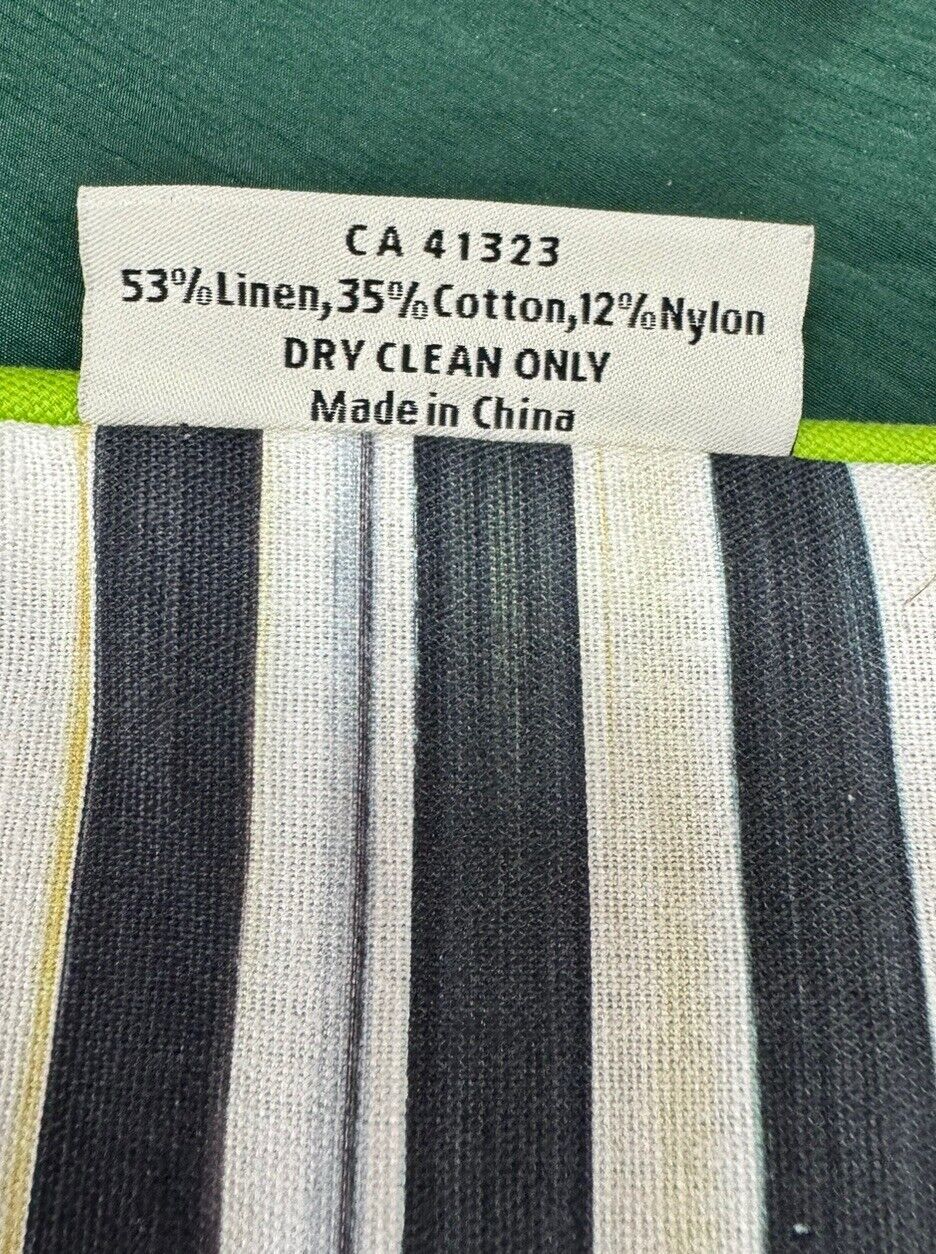 CA 41323
53%Linen,35%Cotton,12%Nylon
DRY CLEAN ONLY
Made in China